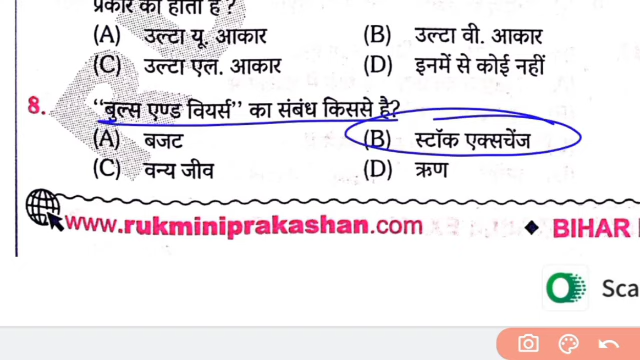 प्रकार का होता है?
(A) उल्टा यू. आकार (B) उल्टा वी. आकार
(C) उल्टा एल. आकार (D) इनमें से कोई नहीं
8. “बुल्स एण्ड वियर्स” का संबंध किससे है?
(A) बजट (B) स्टॉक एक्सचेंज
(C) वन्य जीव (D) ऋण
www.rukminiprakashan.com ◆ BIHAR
Sca